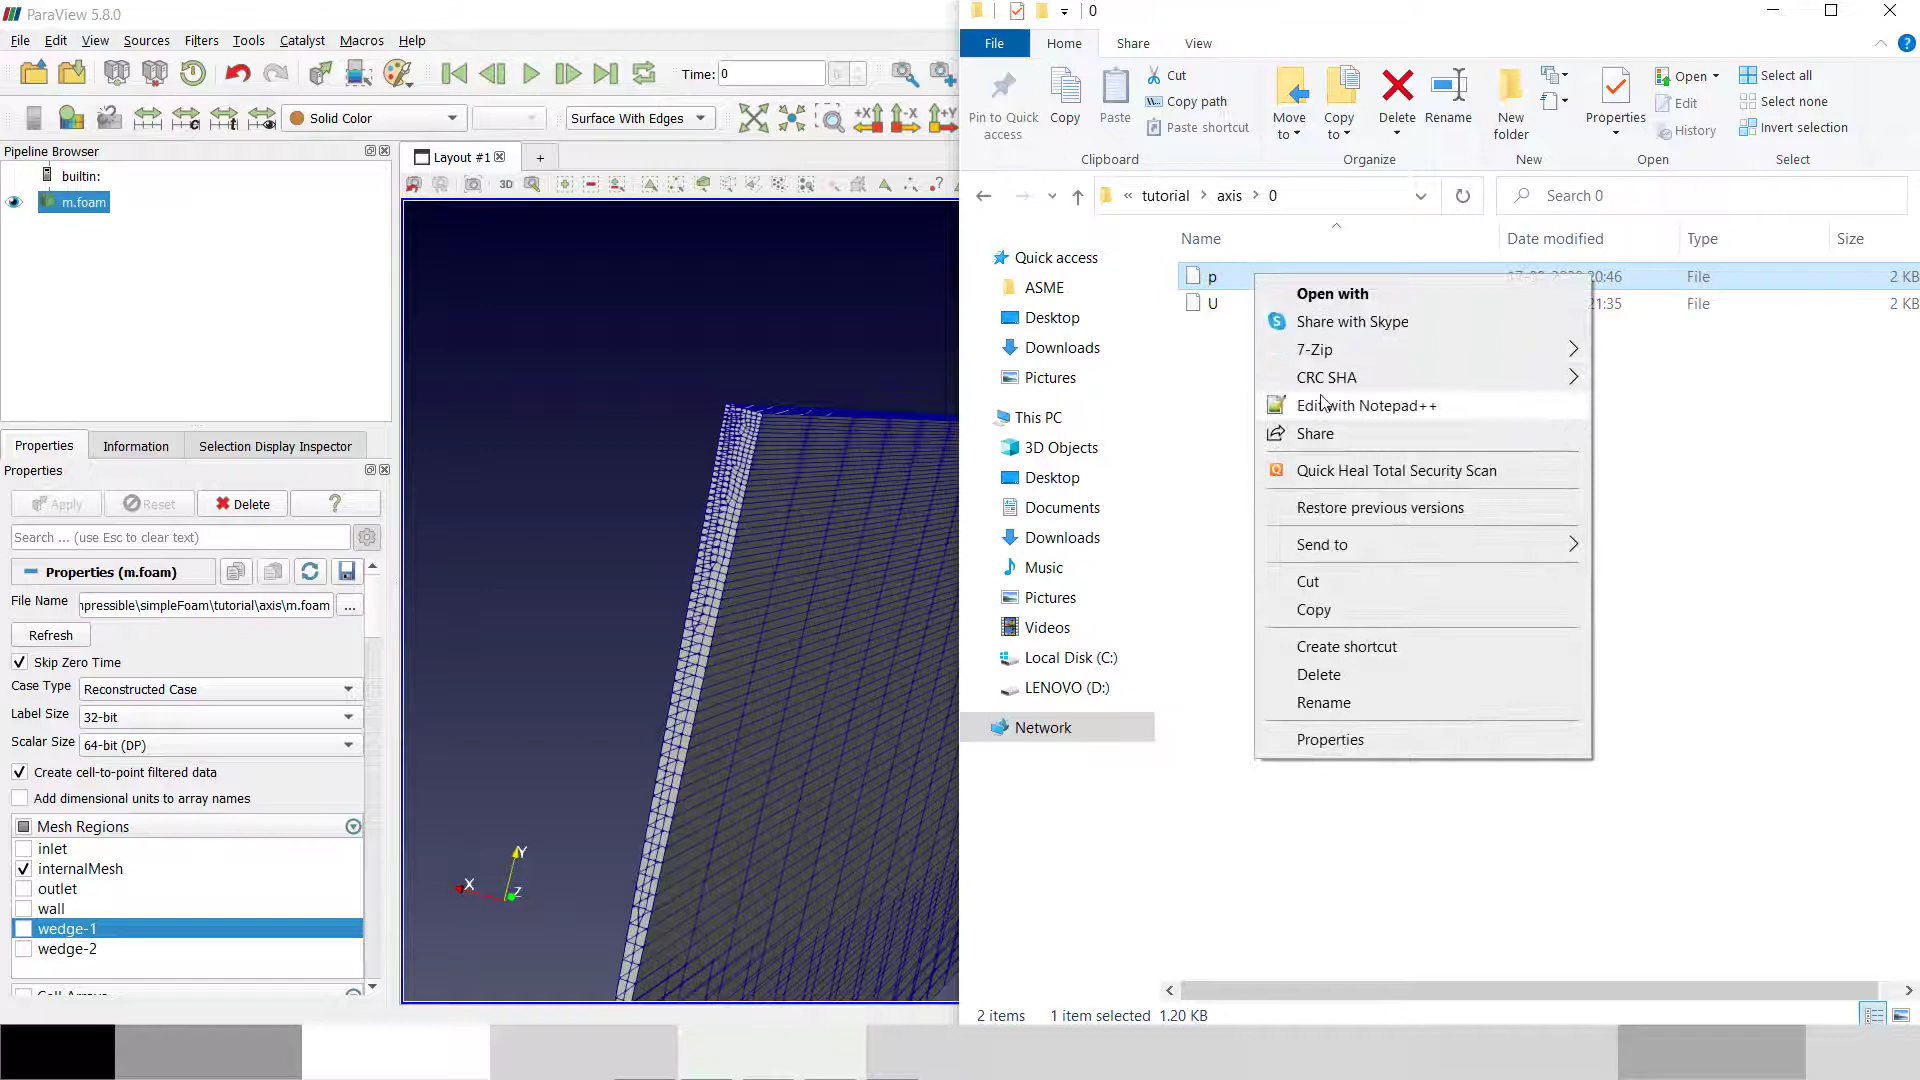 ParaView 5.8.0
File Edit View Sources Filters Tools Catalyst Macros Help
Time: 0
Solid Color
Surface With Edges
+X -X +Y
Pipeline Browser
builtin:
m.foam
Layout #1
3D
Properties Information Selection Display Inspector
Properties
Apply Reset Delete ?
Search ... (use Esc to clear text)
Properties (m.foam)
File Name npressible\simpleFoam\tutorial\axis\m.foam ...
Refresh
Skip Zero Time
Case Type Reconstructed Case
Label Size 32-bit
Scalar Size 64-bit (DP)
Create cell-to-point filtered data
Add dimensional units to array names
Mesh Regions
inlet
internalMesh
outlet
wall
wedge-1
wedge-2
Y
X
Z
0
File Home Share View
Pin to Quick access
Copy
Paste
Cut
Copy path
Paste shortcut
Move to
Copy to
Delete
Rename
New folder
Properties
Open
Edit
History
Select all
Select none
Invert selection
Clipboard Organize New Open Select
« tutorial > axis > 0
Search 0
Name Date modified Type Size
p 20:46 File 2 KB
U 21:35 File 2 KB
Quick access
ASME
Desktop
Downloads
Pictures
This PC
3D Objects
Desktop
Documents
Downloads
Music
Pictures
Videos
Local Disk (C:)
LENOVO (D:)
Network
Open with
Share with Skype
7-Zip
CRC SHA
Edit with Notepad++
Share
Quick Heal Total Security Scan
Restore previous versions
Send to
Cut
Copy
Create shortcut
Delete
Rename
Properties
2 items 1 item selected 1.20 KB